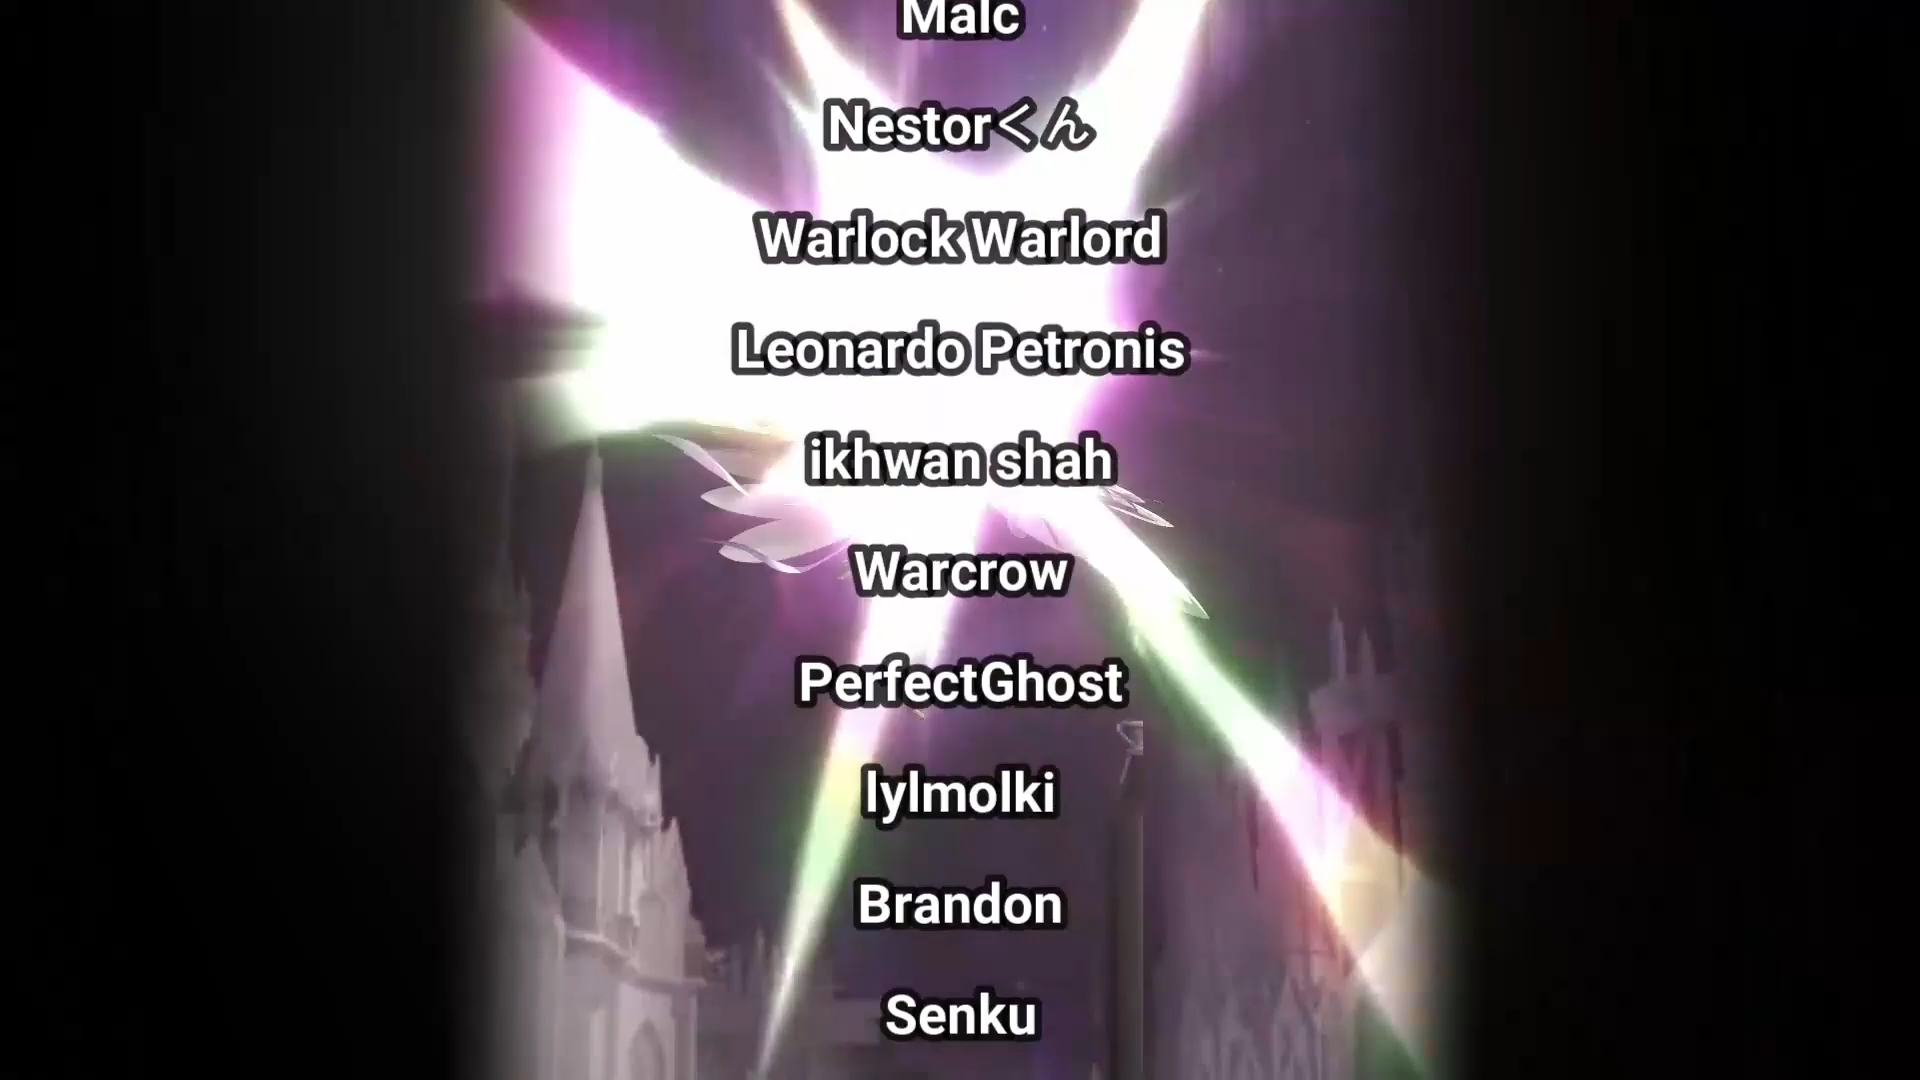 Malc
Nestorくん
Warlock Warlord
Leonardo Petronis
ikhwan shah
Warcrow
PerfectGhost
lylmolki
Brandon
Senku